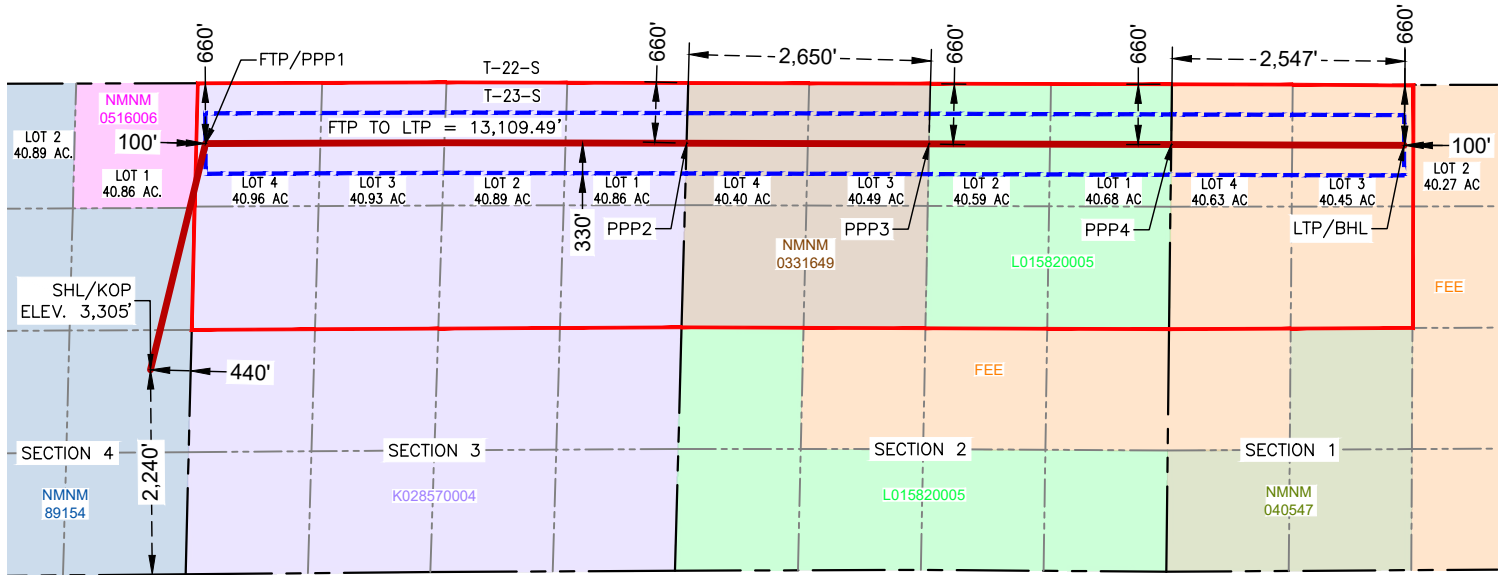 660'
660'
660'
660'
660'
FTP/PPP1
T-22-S
T-23-S
2,650'
2,547'
NMNM
0516006
LOT 2
40.89 AC.
100'
FTP TO LTP = 13,109.49'
100'
LOT 1
40.86 AC.
LOT 4
40.96 AC
LOT 3
40.93 AC
LOT 2
40.89 AC
LOT 1
40.86 AC
LOT 4
40.40 AC
LOT 3
40.49 AC
LOT 2
40.59 AC
LOT 1
40.68 AC
LOT 4
40.63 AC
LOT 3
40.45 AC
LOT 2
40.27 AC
330'
PPP2
PPP3
PPP4
LTP/BHL
NMNM
0331649
L015820005
SHL/KOP
ELEV. 3,305'
FEE
440'
FEE
2,240'
SECTION 4
SECTION 3
SECTION 2
SECTION 1
NMNM
89154
K028570004
L015820005
NMNM
040547